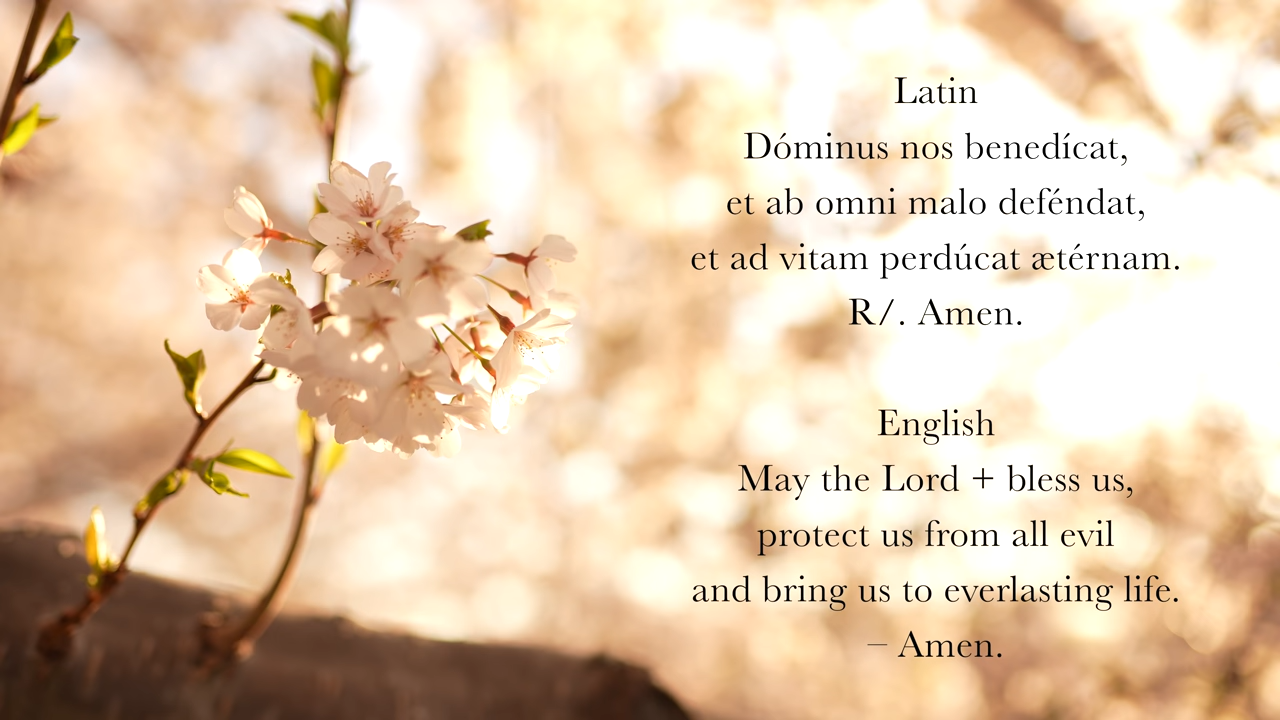 Latin
Dóminus nos benedícat,
et ab omni malo deféndat,
et ad vitam perdúcat ætérnam.
R/. Amen.
English
May the Lord + bless us,
protect us from all evil
and bring us to everlasting life.
– Amen.